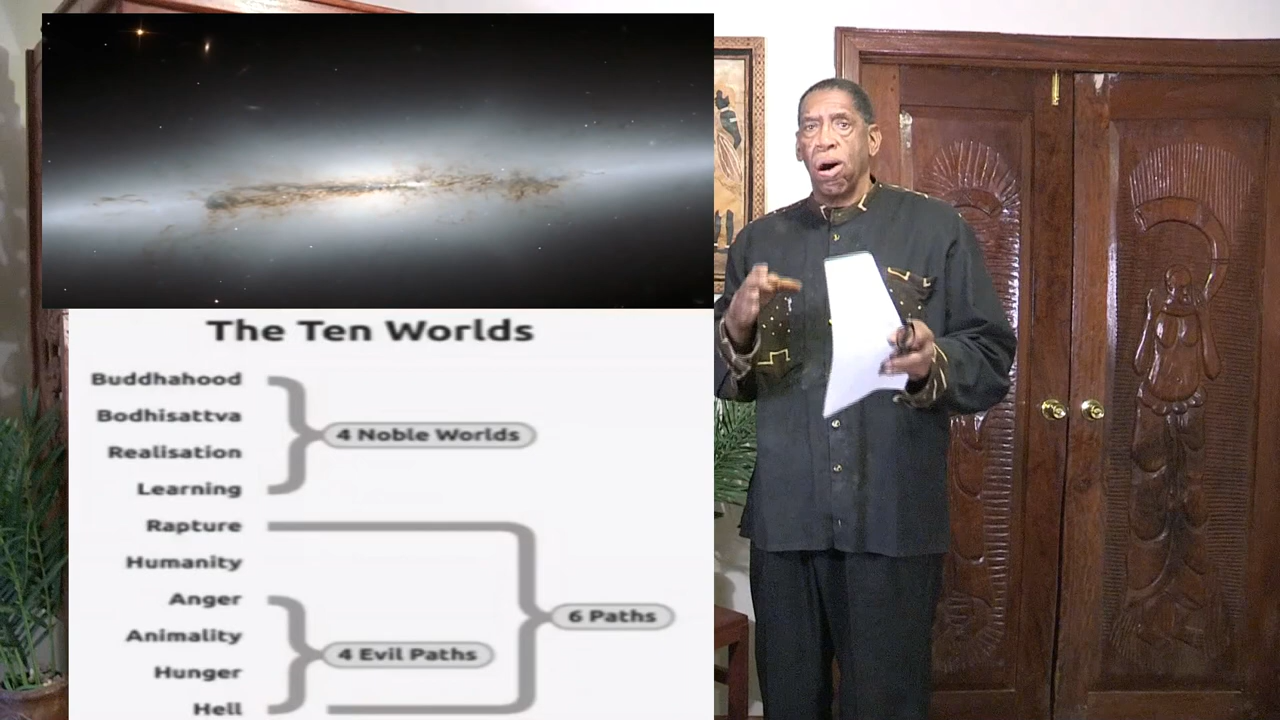 The Ten Worlds
Buddhahood
Bodhisattva
4 Noble Worlds
Realisation
Learning
Rapture
Humanity
Anger
6 Paths
Animality
4 Evil Paths
Hunger
Hell